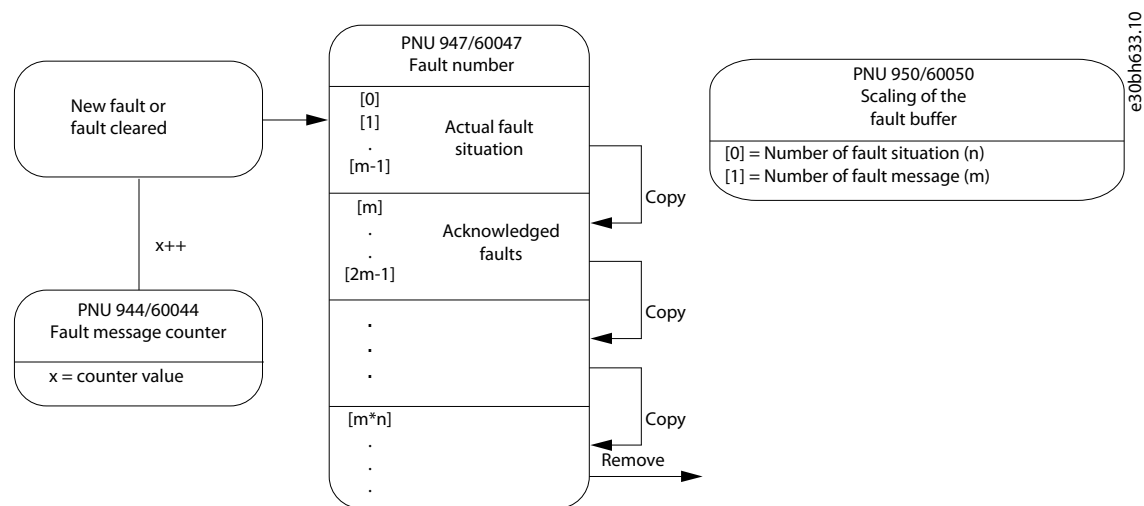 New fault or
fault cleared
x++
PNU 944/60044
Fault message counter
x = counter value
PNU 947/60047
Fault number
[0]
[1]
.
[m-1]
Actual fault
situation
[m]
.
.
[2m-1]
Acknowledged
faults
.
.
.
[m*n]
.
.
.
Copy
Copy
Copy
Remove
PNU 950/60050
Scaling of the
fault buffer
[0] = Number of fault situation (n)
[1] = Number of fault message (m)
e30bh633.10